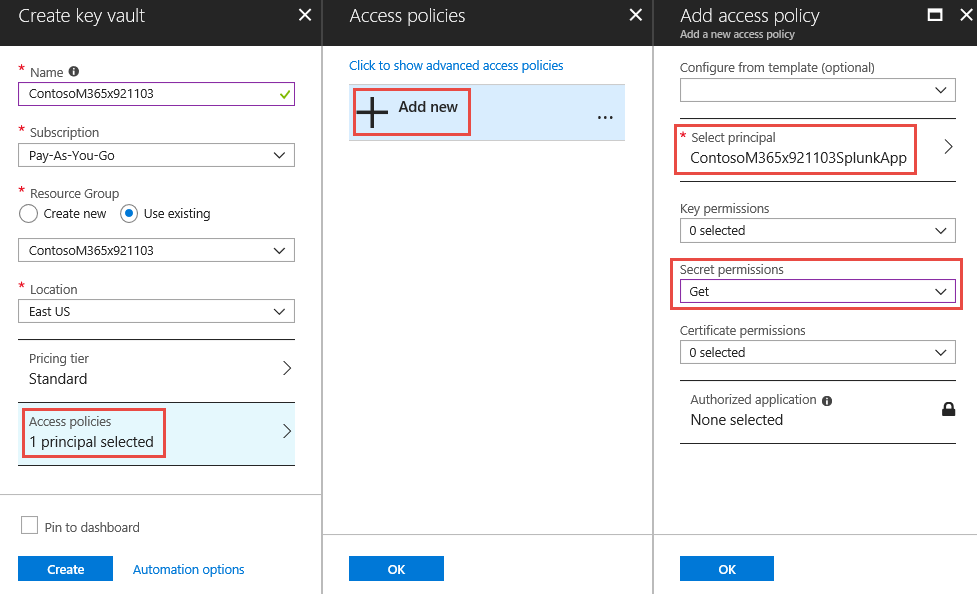 Create key vault
* Name
ContosoM365x921103
* Subscription
Pay-As-You-Go
* Resource Group
Create new
Use existing
ContosoM365x921103
* Location
East US
Pricing tier
Standard
Access policies
1 principal selected
Pin to dashboard
Create
Automation options
Access policies
Click to show advanced access policies
Add new
...
OK
Add access policy
Add a new access policy
Configure from template (optional)
* Select principal
ContosoM365x921103SplunkApp
Key permissions
0 selected
Secret permissions
Get
Certificate permissions
0 selected
Authorized application
None selected
OK